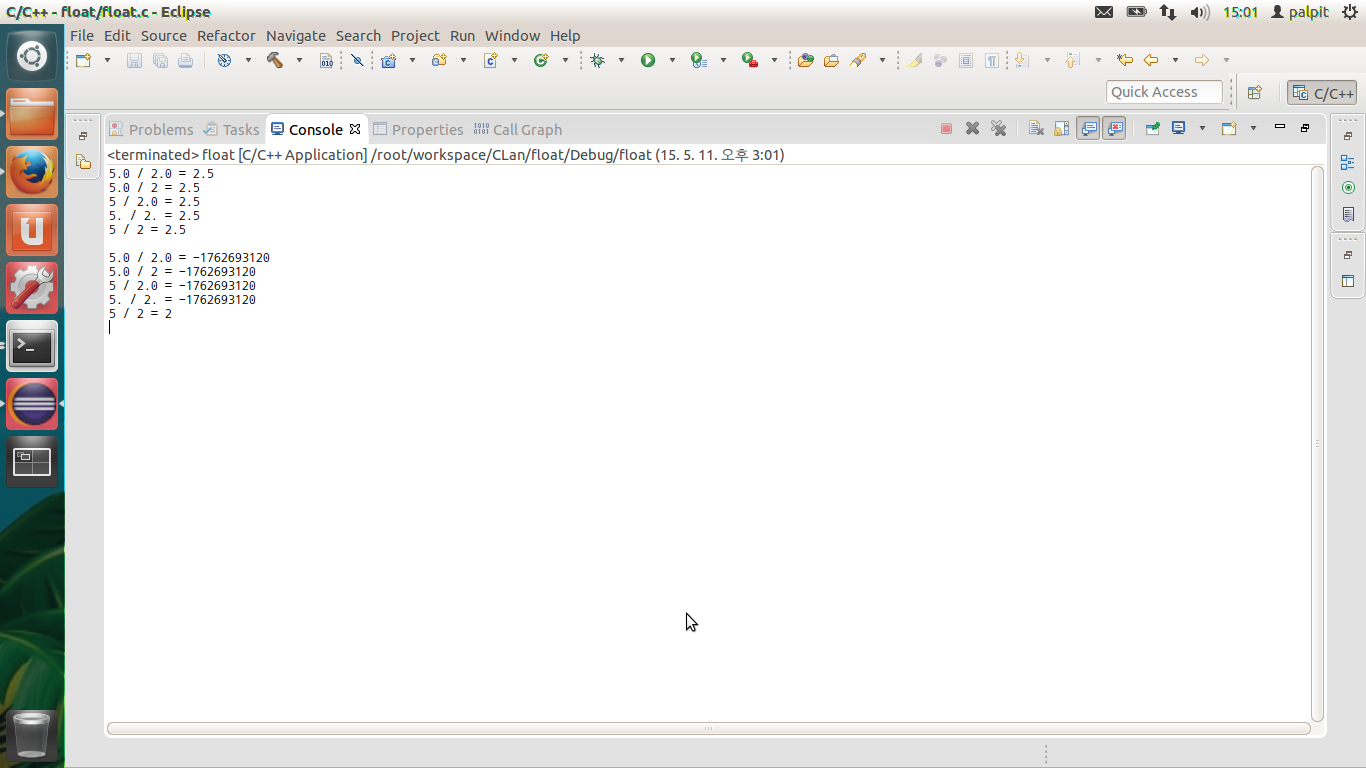 C/C++ - float/float.c - Eclipse
15:01
palpit
File Edit Source Refactor Navigate Search Project Run Window Help
Quick Access
C/C++
Problems Tasks Console Properties Call Graph
<terminated> float [C/C++ Application] /root/workspace/CLan/float/Debug/float (15. 5. 11. 오후 3:01)
5.0 / 2.0 = 2.5
5.0 / 2 = 2.5
5 / 2.0 = 2.5
5. / 2. = 2.5
5 / 2 = 2.5
5.0 / 2.0 = -1762693120
5.0 / 2 = -1762693120
5 / 2.0 = -1762693120
5. / 2. = -1762693120
5 / 2 = 2